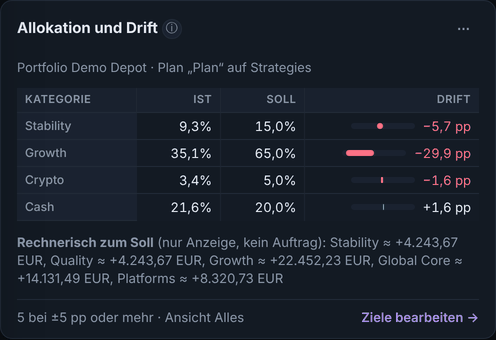 Allokation und Drift ⓘ ···
Portfolio Demo Depot · Plan „Plan“ auf Strategies
KATEGORIE IST SOLL DRIFT
Stability 9,3% 15,0% −5,7 pp
Growth 35,1% 65,0% −29,9 pp
Crypto 3,4% 5,0% −1,6 pp
Cash 21,6% 20,0% +1,6 pp
Rechnerisch zum Soll (nur Anzeige, kein Auftrag): Stability ≈ +4.243,67
EUR, Quality ≈ +4.243,67 EUR, Growth ≈ +22.452,23 EUR, Global Core ≈
+14.131,49 EUR, Platforms ≈ +8.320,73 EUR
5 bei ±5 pp oder mehr · Ansicht Alles Ziele bearbeiten →